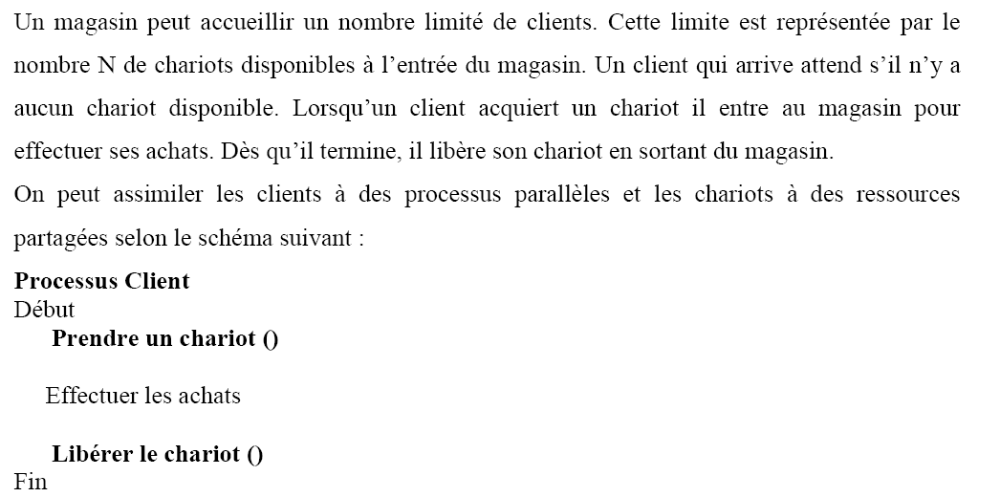 Un magasin peut accueillir un nombre limité de clients. Cette limite est représentée par le
nombre N de chariots disponibles à l'entrée du magasin. Un client qui arrive attend s'il n'y a
aucun chariot disponible. Lorsqu'un client acquiert un chariot il entre au magasin pour
effectuer ses achats. Dès qu'il termine, il libère son chariot en sortant du magasin.
On peut assimiler les clients à des processus parallèles et les chariots à des ressources
partagées selon le schéma suivant :
Processus Client
Début
Prendre un chariot ()
Effectuer les achats
Libérer le chariot ()
Fin